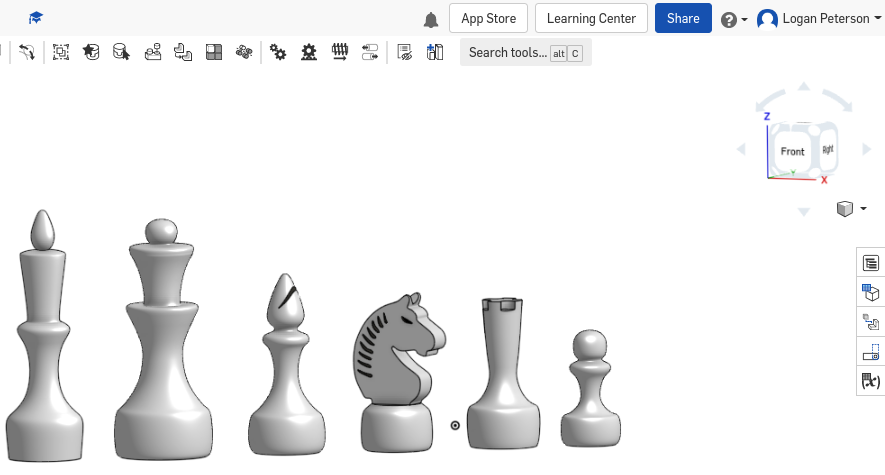 App Store
Learning Center
Share
Logan Peterson
Search tools... alt C
Z
Front
Right
Y
X
(x)